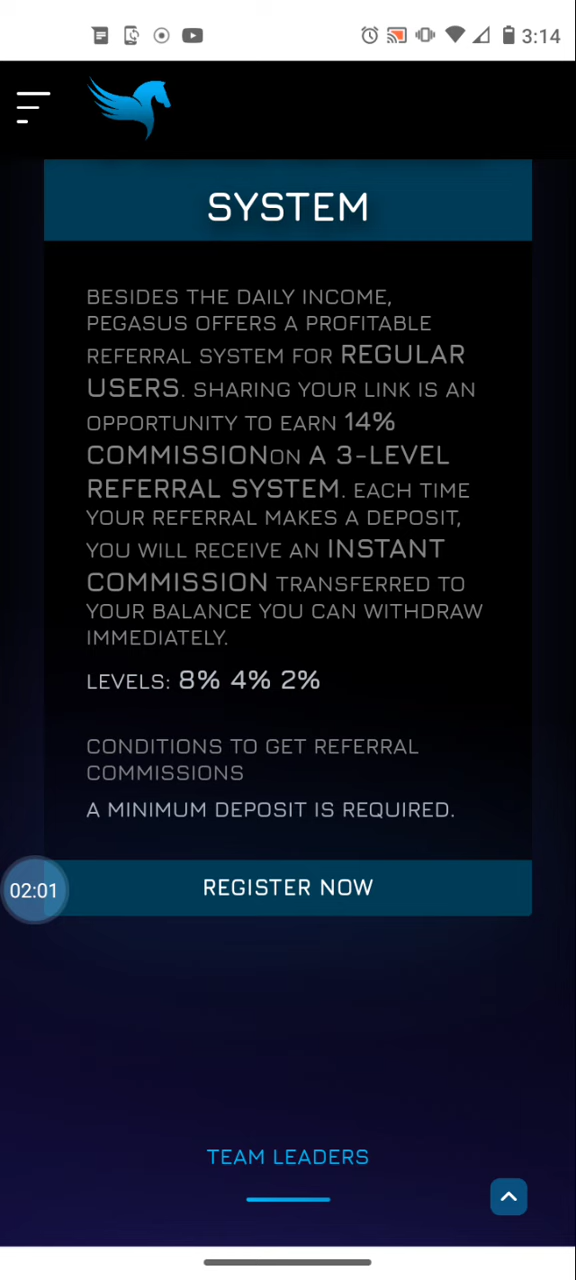 3:14
SYSTEM
BESIDES THE DAILY INCOME,
PEGASUS OFFERS A PROFITABLE
REFERRAL SYSTEM FOR REGULAR
USERS. SHARING YOUR LINK IS AN
OPPORTUNITY TO EARN 14%
COMMISSIONON A 3-LEVEL
REFERRAL SYSTEM. EACH TIME
YOUR REFERRAL MAKES A DEPOSIT,
YOU WILL RECEIVE AN INSTANT
COMMISSION TRANSFERRED TO
YOUR BALANCE YOU CAN WITHDRAW
IMMEDIATELY.
LEVELS: 8% 4% 2%
CONDITIONS TO GET REFERRAL
COMMISSIONS
A MINIMUM DEPOSIT IS REQUIRED.
02:01
REGISTER NOW
TEAM LEADERS